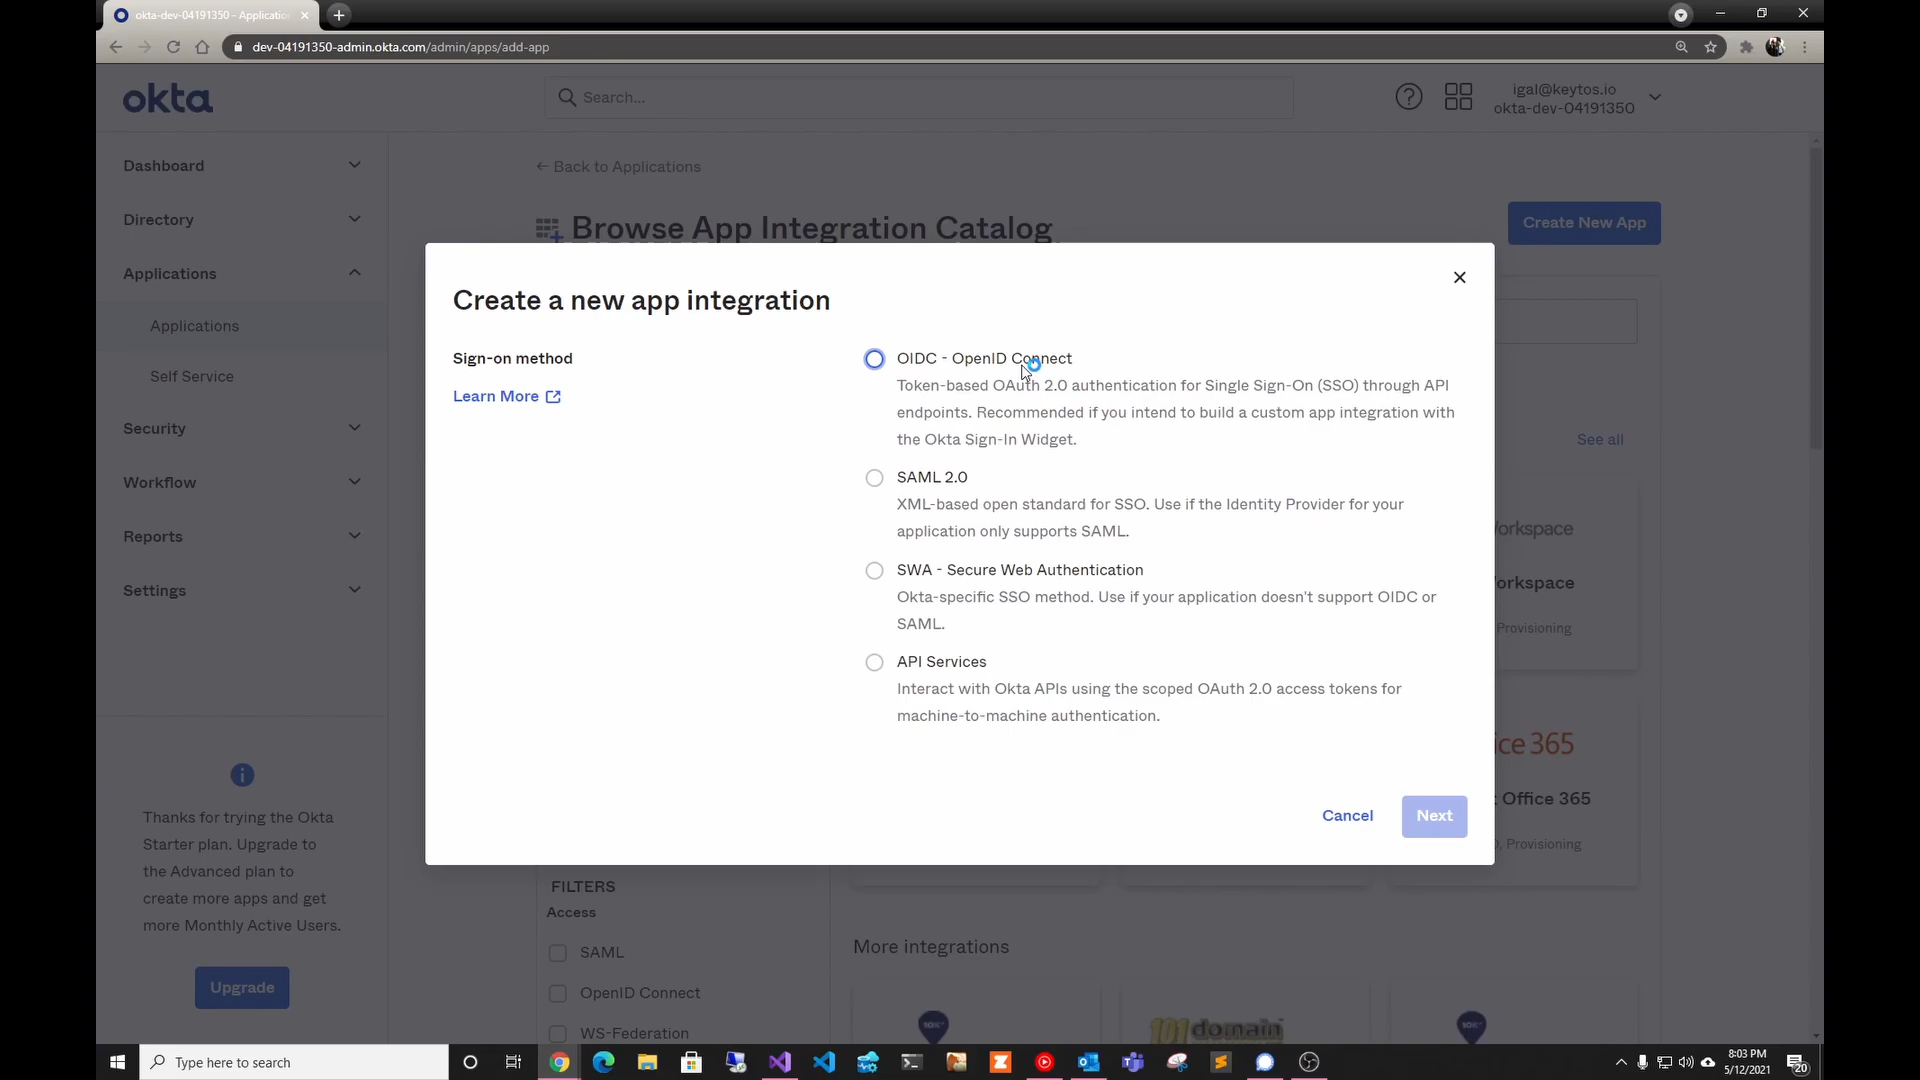 okta-dev-04191350 - Applicatio
dev-04191350-admin.okta.com/admin/apps/add-app
okta
Search...
igal@keytos.io
okta-dev-04191350
Dashboard
Directory
Applications
Applications
Self Service
Security
Workflow
Reports
Settings
Thanks for trying the Okta
Starter plan. Upgrade to
the Advanced plan to
create more apps and get
more Monthly Active Users.
Upgrade
← Back to Applications
Browse App Integration Catalog
Create New App
See all
Create a new app integration
Sign-on method
Learn More
OIDC - OpenID Connect
Token-based OAuth 2.0 authentication for Single Sign-On (SSO) through API
endpoints. Recommended if you intend to build a custom app integration with
the Okta Sign-In Widget.
SAML 2.0
XML-based open standard for SSO. Use if the Identity Provider for your
application only supports SAML.
SWA - Secure Web Authentication
Okta-specific SSO method. Use if your application doesn't support OIDC or
SAML.
API Services
Interact with Okta APIs using the scoped OAuth 2.0 access tokens for
machine-to-machine authentication.
Cancel
Next
orkspace
orkspace
Provisioning
ice 365
Office 365
Provisioning
FILTERS
Access
SAML
OpenID Connect
WS-Federation
More integrations
101domain
Type here to search
8:03 PM
5/12/2021
20